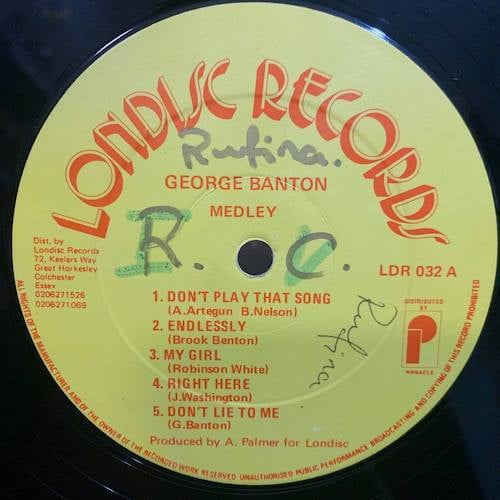 LONDISC RECORDS
Rufina.
GEORGE BANTON
MEDLEY
R. C.
Dist. by
Londisc Records
72, Keelers Way
Great Horkesley
Colchester
Essex
0206271526
0206271069
LDR 032 A
1. DON'T PLAY THAT SONG
(A.Artegun B.Nelson)
2. ENDLESSLY
(Brook Benton)
3. MY GIRL
(Robinson White)
4. RIGHT HERE
(J.Washington)
5. DON'T LIE TO ME
(G.Banton)
Produced by A. Palmer for Londisc
Rufina.
DISTRIBUTED
BY
P
PINNACLE
ALL RIGHTS OF THE MANUFACTURER AND OF THE OWNER OF THE RECORDED WORK RESERVED UNAUTHORISED PUBLIC PERFORMANCE BROADCASTING AND COPYING OF THIS RECORD PROHIBITED